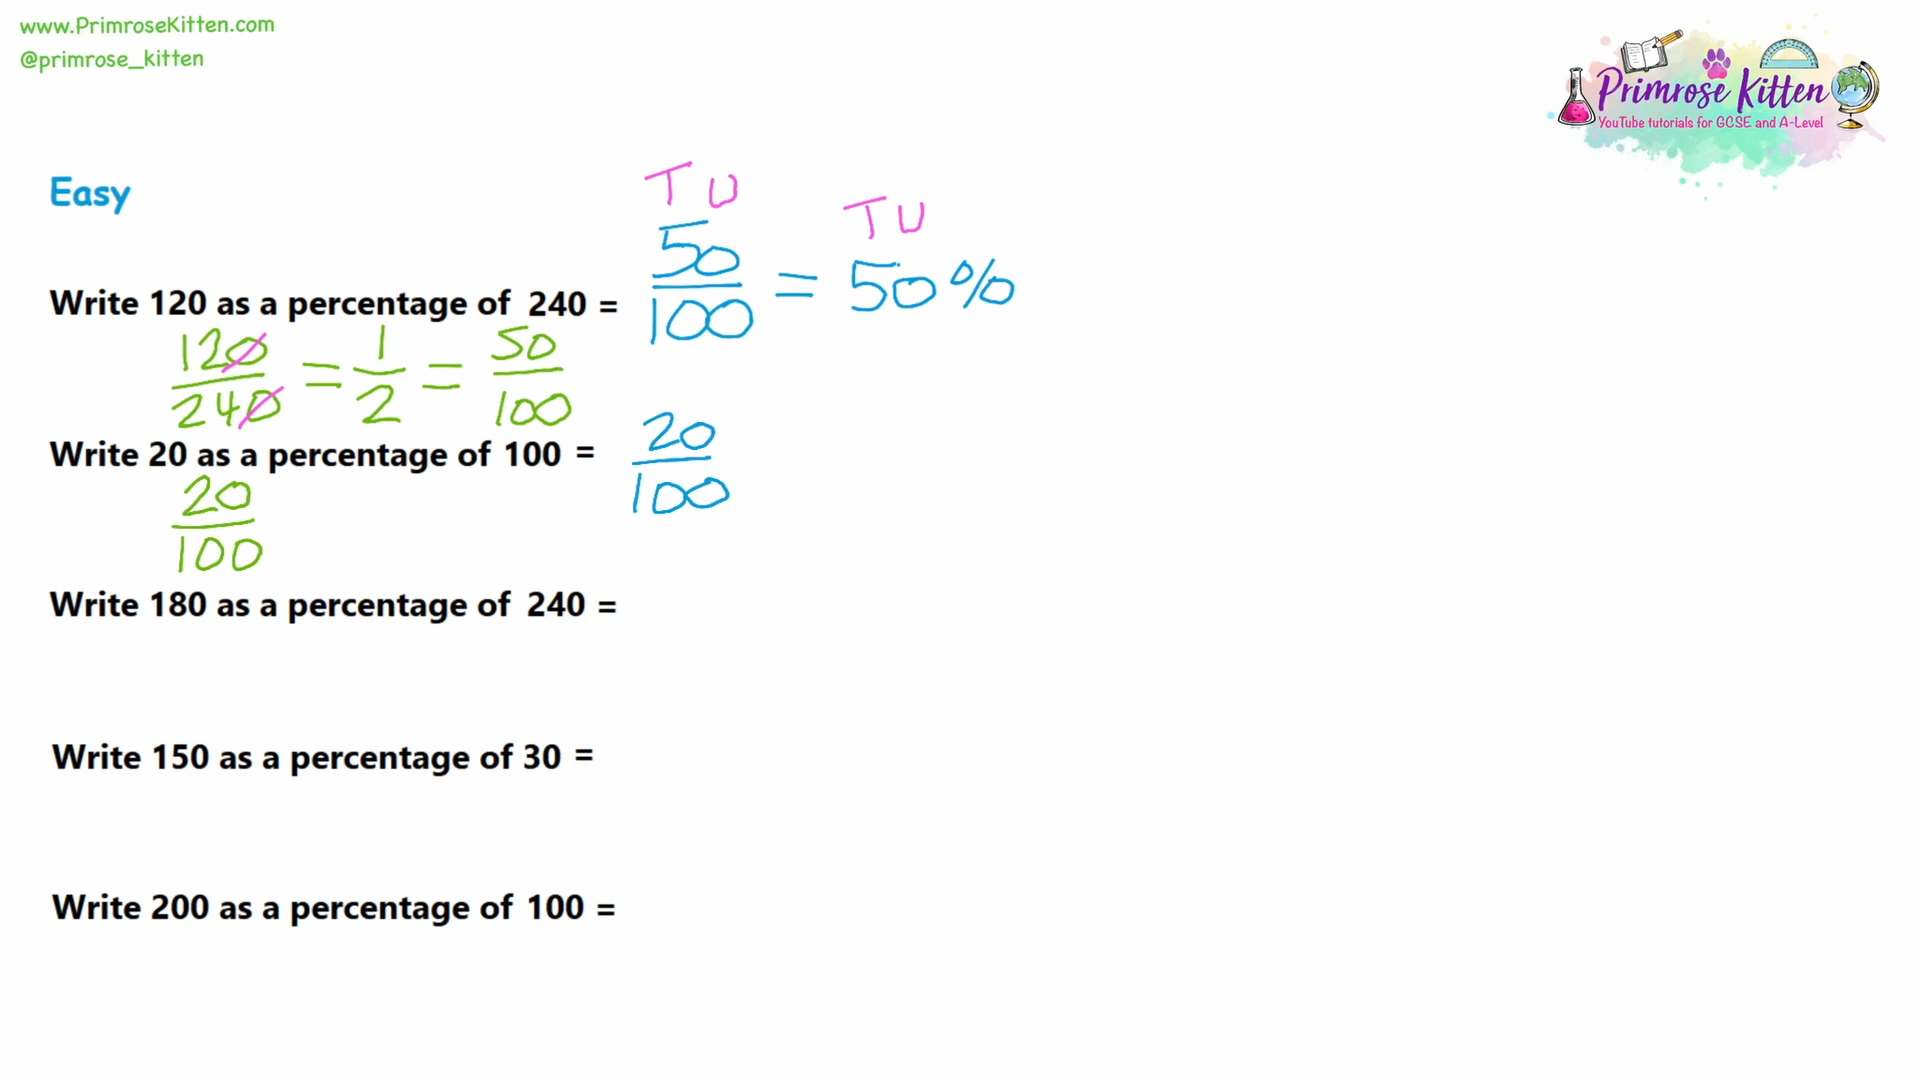 www.PrimroseKitten.com
@primrose_kitten
Primrose Kitten
YouTube tutorials for GCSE and A-Level
Easy
T U
T U
Write 120 as a percentage of 240 = 50/100 = 50%
120/240 = 1/2 = 50/100
Write 20 as a percentage of 100 = 20/100
20/100
Write 180 as a percentage of 240 =
Write 150 as a percentage of 30 =
Write 200 as a percentage of 100 =